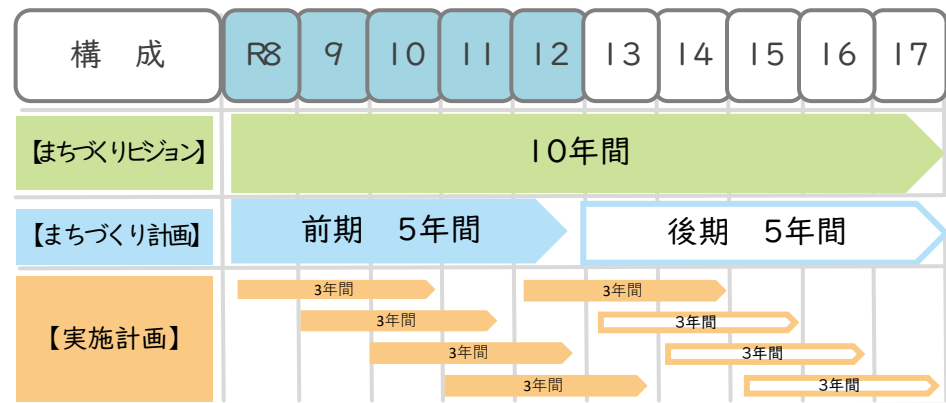 構　成 R8 9 10 11 12 13 14 15 16 17
【まちづくりビジョン】 10年間
【まちづくり計画】 前期　5年間 後期　5年間
【実施計画】
3年間 3年間
3年間 3年間
3年間 3年間
3年間 3年間